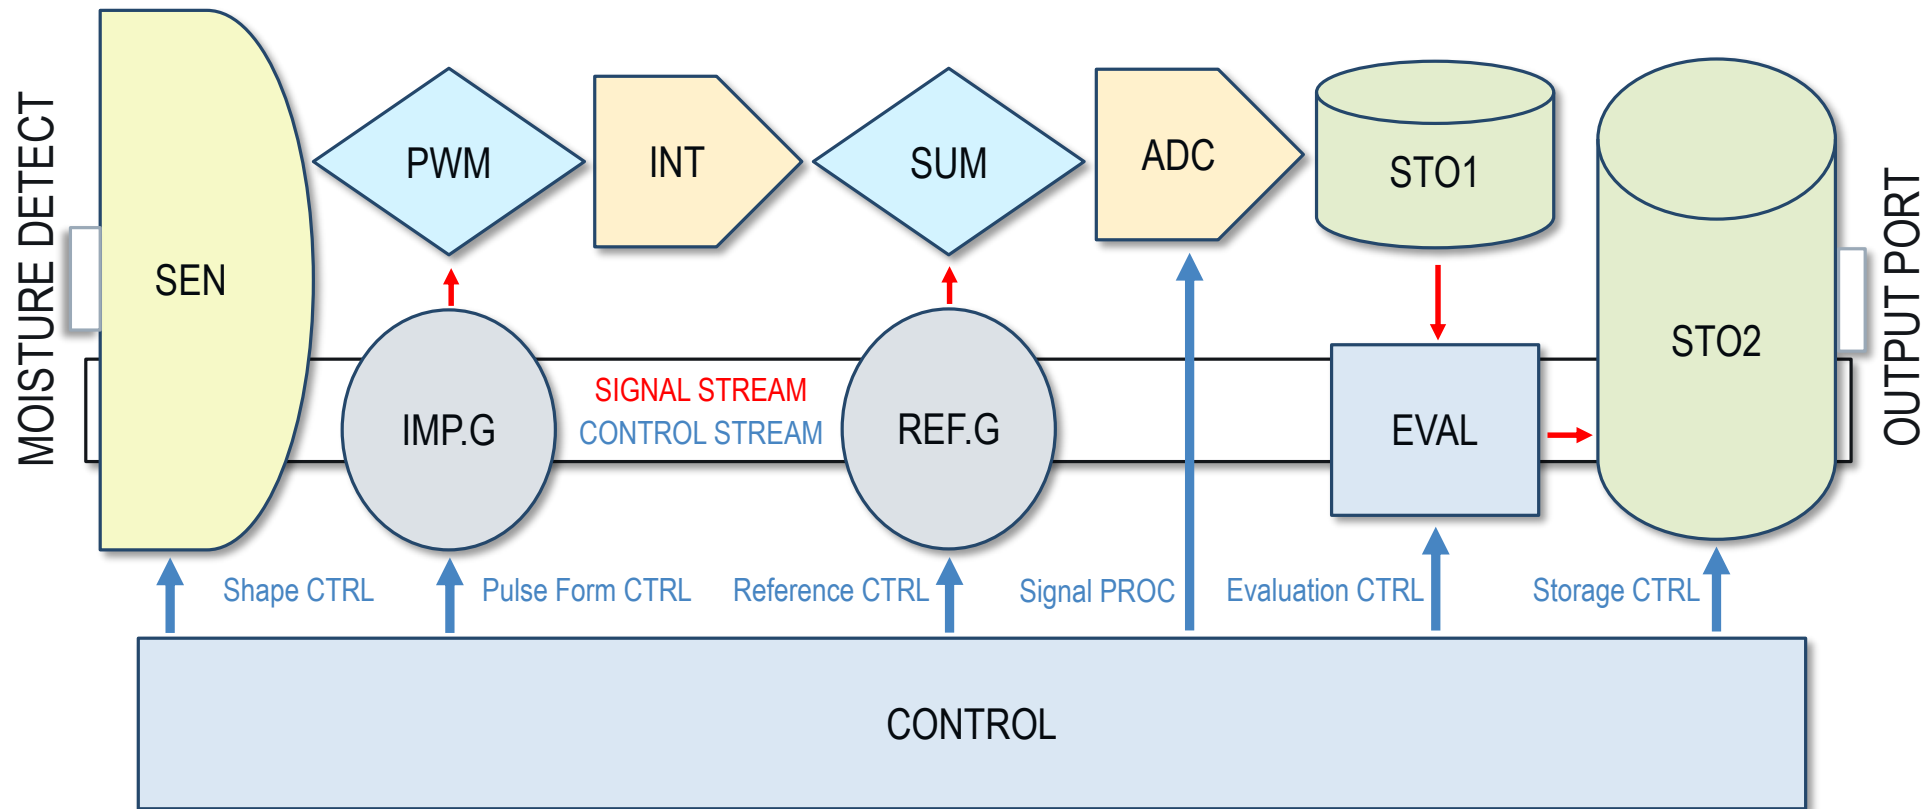 MOISTURE DETECT
SEN
PWM
INT
SUM
ADC
STO1
STO2
OUTPUT PORT
IMP.G
SIGNAL STREAM
CONTROL STREAM
REF.G
EVAL
Shape CTRL
Pulse Form CTRL
Reference CTRL
Signal PROC
Evaluation CTRL
Storage CTRL
CONTROL